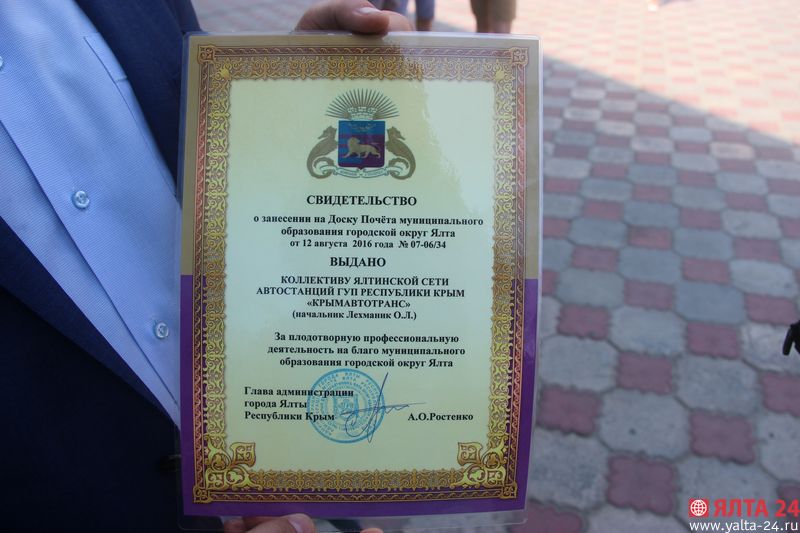 СВИДЕТЕЛЬСТВО
о занесении на Доску Почёта муниципального
образования городской округ Ялта
от 12 августа 2016 года № 07-06/34
ВЫДАНО
КОЛЛЕКТИВУ ЯЛТИНСКОЙ СЕТИ
АВТОСТАНЦИЙ ГУП РЕСПУБЛИКИ КРЫМ
«КРЫМАВТОТРАНС»
(начальник Лехманик О.Л.)
За плодотворную профессиональную
деятельность на благо муниципального
образования городской округ Ялта
Глава администрации
города Ялты
Республики Крым А.О.Ростенко
ЯЛТА 24
www.yalta-24.ru